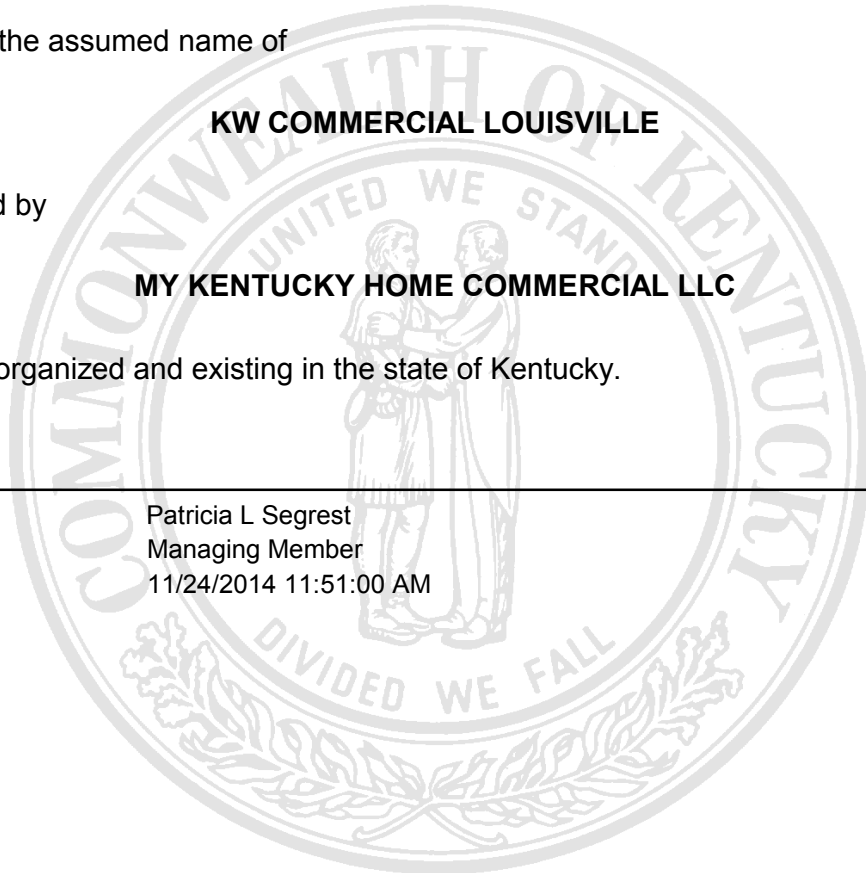 the assumed name of
KW COMMERCIAL LOUISVILLE
d by
MY KENTUCKY HOME COMMERCIAL LLC
organized and existing in the state of Kentucky.
Patricia L Segrest
Managing Member
11/24/2014 11:51:00 AM
COMMONWEALTH OF KENTUCKY
UNITED WE STAND
DIVIDED WE FALL